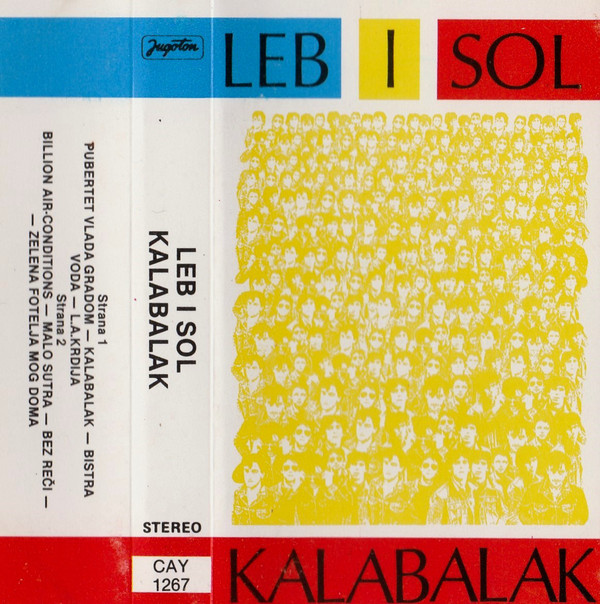 Strana 1
PUBERTET VLADA GRADOM — KALABALAK — BISTRA
VODA — L.A.KRDIJA
Strana 2
BILLION AIR-CONDITIONS — MALO SUTRA — BEZ REČI —
— ZELENA FOTELJA MOG DOMA
Jugoton
LEB I SOL
KALABALAK
STEREO
CAY
1267
LEB I SOL
KALABALAK